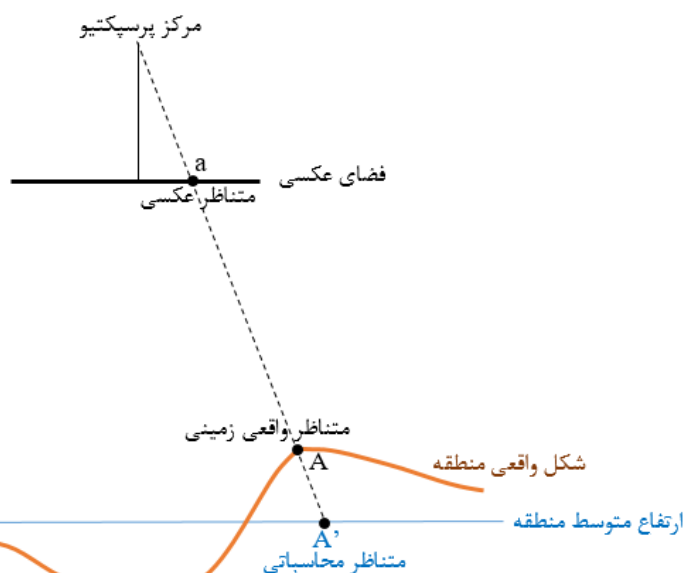 مرکز پرسپکتیو
a
فضای عکسی
متناظر عکسی
متناظر واقعی زمینی
A
شکل واقعی منطقه
ارتفاع متوسط منطقه
A’
متناظر محاسباتی